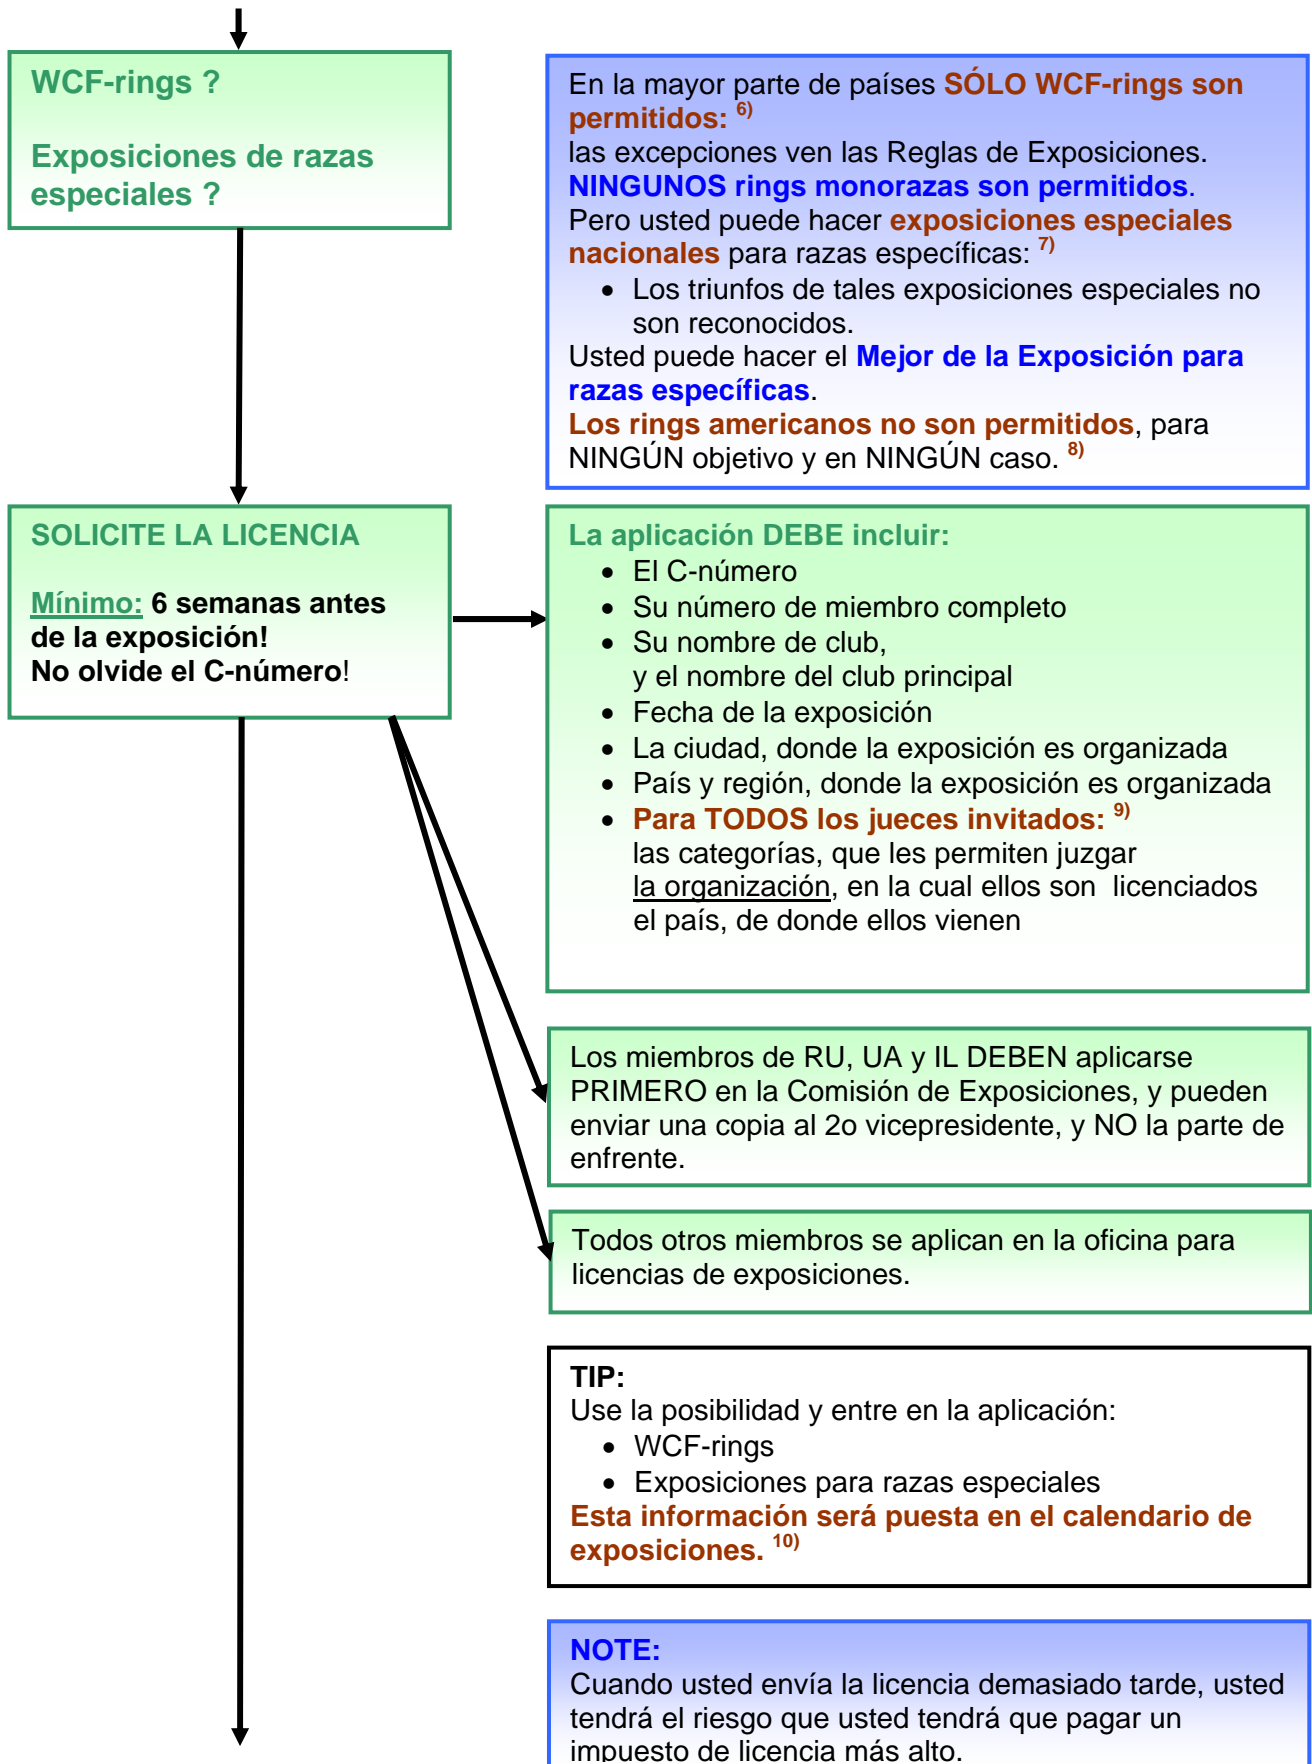 WCF-rings ?
Exposiciones de razas
especiales ?
En la mayor parte de países SÓLO WCF-rings son
permitidos: 6)
las excepciones ven las Reglas de Exposiciones.
NINGUNOS rings monorazas son permitidos.
Pero usted puede hacer exposiciones especiales
nacionales para razas específicas: 7)
• Los triunfos de tales exposiciones especiales no
son reconocidos.
Usted puede hacer el Mejor de la Exposición para
razas específicas.
Los rings americanos no son permitidos, para
NINGÚN objetivo y en NINGÚN caso. 8)
SOLICITE LA LICENCIA
Mínimo: 6 semanas antes
de la exposición!
No olvide el C-número!
La aplicación DEBE incluir:
• El C-número
• Su número de miembro completo
• Su nombre de club,
y el nombre del club principal
• Fecha de la exposición
• La ciudad, donde la exposición es organizada
• País y región, donde la exposición es organizada
• Para TODOS los jueces invitados: 9)
las categorías, que les permiten juzgar
la organización, en la cual ellos son licenciados
el país, de donde ellos vienen
Los miembros de RU, UA y IL DEBEN aplicarse
PRIMERO en la Comisión de Exposiciones, y pueden
enviar una copia al 2o vicepresidente, y NO la parte de
enfrente.
Todos otros miembros se aplican en la oficina para
licencias de exposiciones.
TIP:
Use la posibilidad y entre en la aplicación:
• WCF-rings
• Exposiciones para razas especiales
Esta información será puesta en el calendario de
exposiciones. 10)
NOTE:
Cuando usted envía la licencia demasiado tarde, usted
tendrá el riesgo que usted tendrá que pagar un
impuesto de licencia más alto.